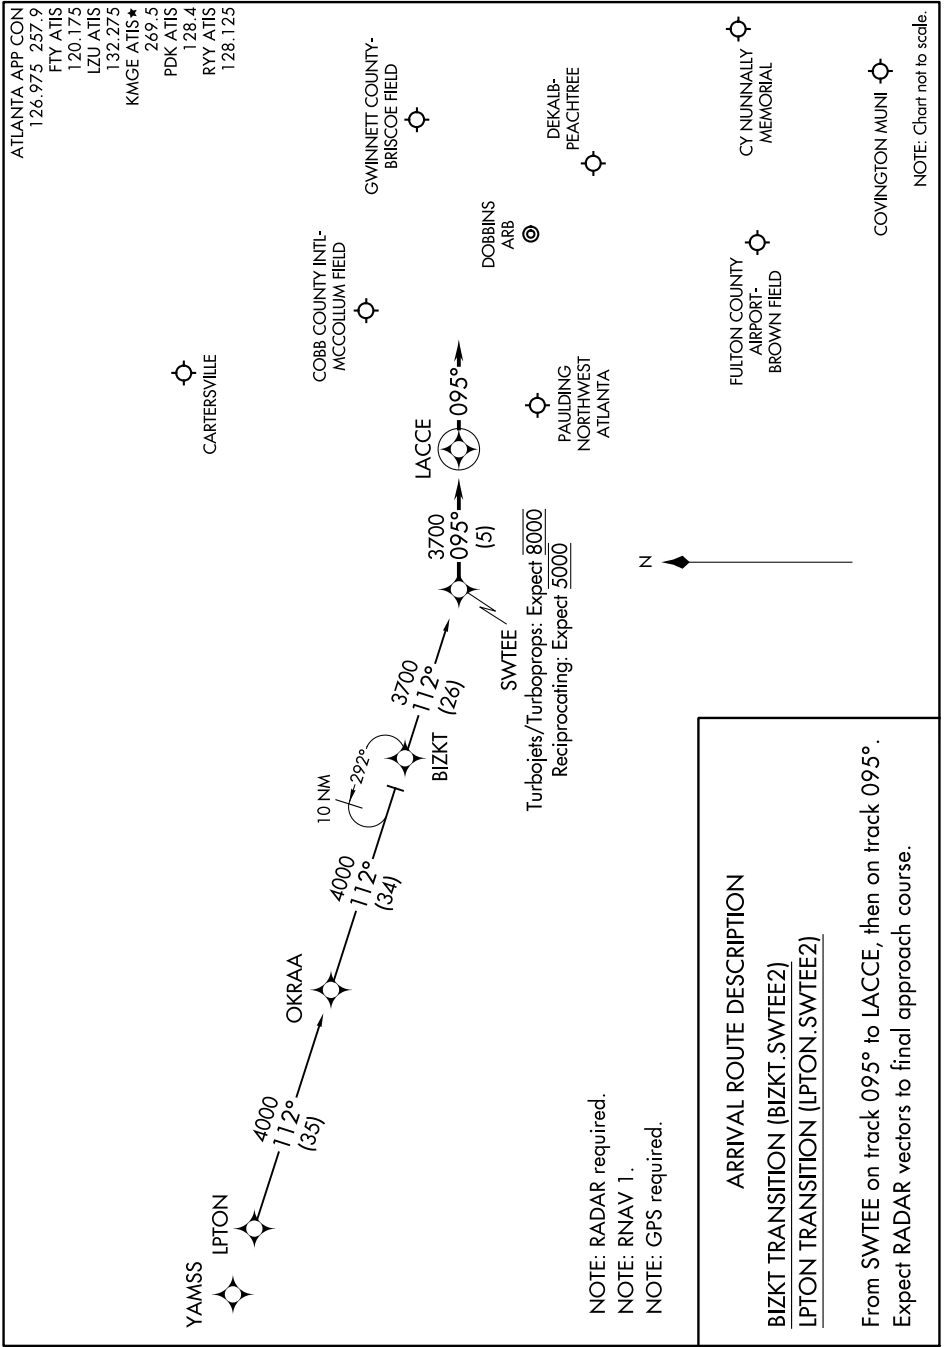 ATLANTA APP CON
126.975 257.9
FTY ATIS
120.175
LZU ATIS
132.275
KMGE ATIS★
269.5
PDK ATIS
128.4
RYY ATIS
128.125
GWINNETT COUNTY-
BRISCOE FIELD
DEKALB-
PEACHTREE
CY NUNNALLY
MEMORIAL
COVINGTON MUNI
NOTE: Chart not to scale.
COBB COUNTY INTL-
MCCOLLUM FIELD
DOBBINS
ARB
FULTON COUNTY
AIRPORT-
BROWN FIELD
CARTERSVILLE
PAULDING
NORTHWEST
ATLANTA
LACCE
095°
3700
095°
(5)
SWTEE
Turbojets/Turboprops: Expect 8000
Reciprocating: Expect 5000
N
3700
112°
(26)
BIZKT
10 NM
292°
4000
112°
(34)
OKRAA
4000
112°
(35)
LPTON
YAMSS
NOTE: RADAR required.
NOTE: RNAV 1.
NOTE: GPS required.
ARRIVAL ROUTE DESCRIPTION
BIZKT TRANSITION (BIZKT.SWTEE2)
LPTON TRANSITION (LPTON.SWTEE2)
From SWTEE on track 095° to LACCE, then on track 095°.
Expect RADAR vectors to final approach course.